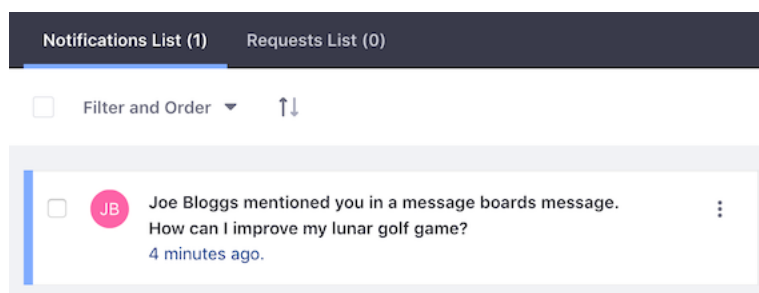 Notifications List (1) Requests List (0)
Filter and Order
JB
Joe Bloggs mentioned you in a message boards message.
How can I improve my lunar golf game?
4 minutes ago.